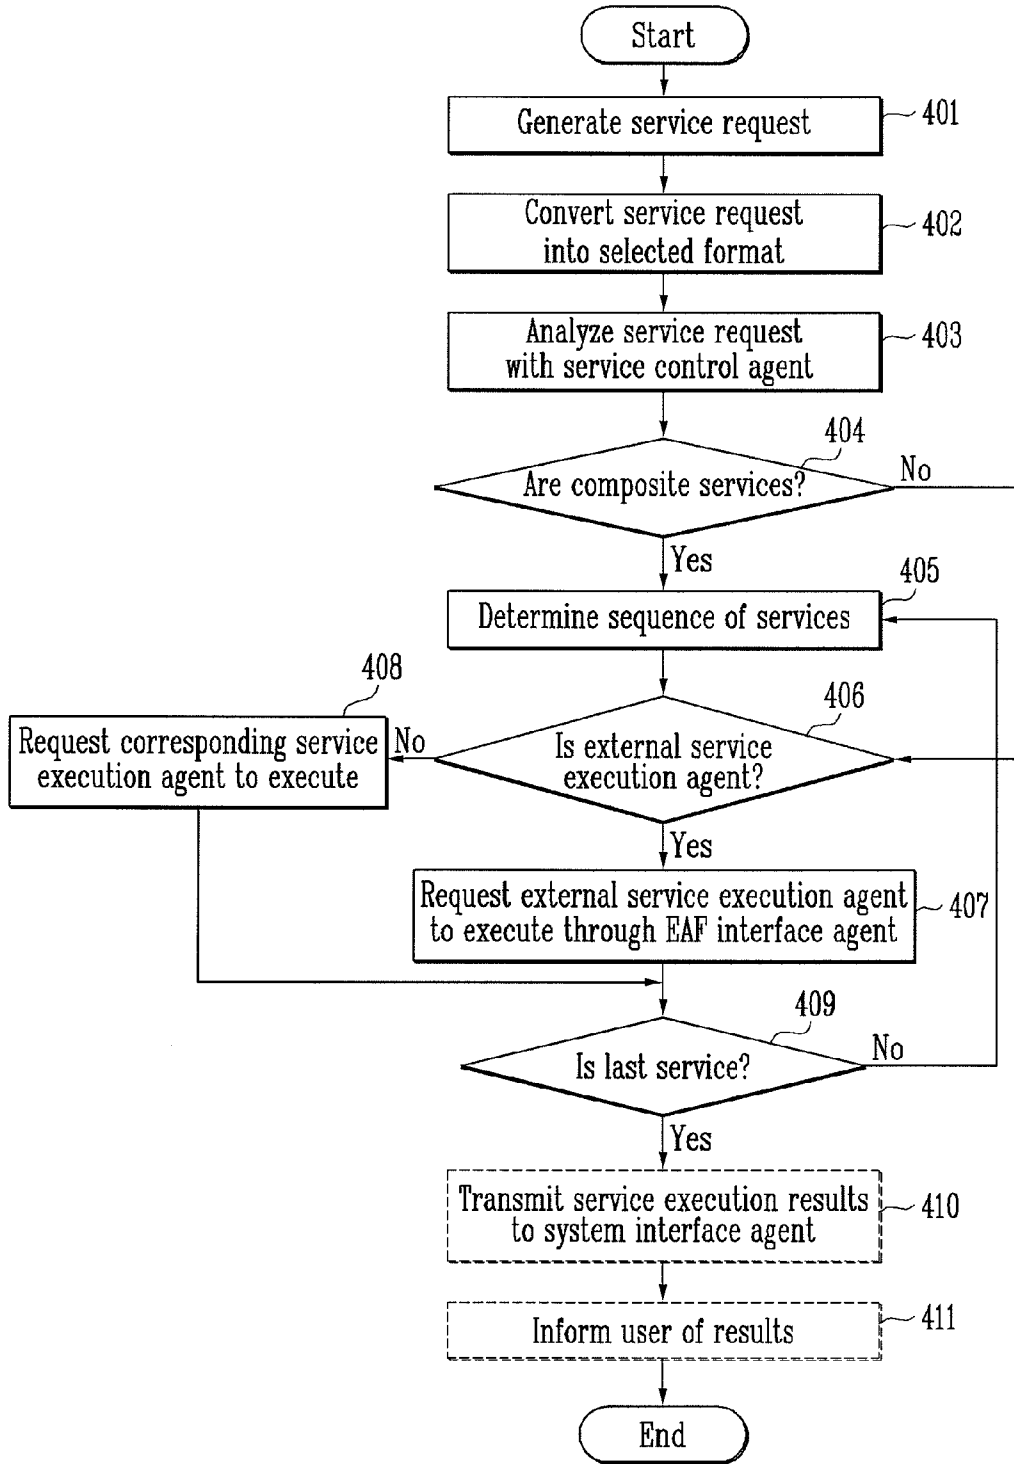 Start
Generate service request
401
Convert service request
into selected format
402
Analyze service request
with service control agent
403
404
Are composite services?
No
Yes
405
Determine sequence of services
408
Request corresponding service
execution agent to execute
No
406
Is external service
execution agent?
Yes
Request external service execution agent
to execute through EAF interface agent
407
409
Is last service?
No
Yes
Transmit service execution results
to system interface agent
410
Inform user of results
411
End